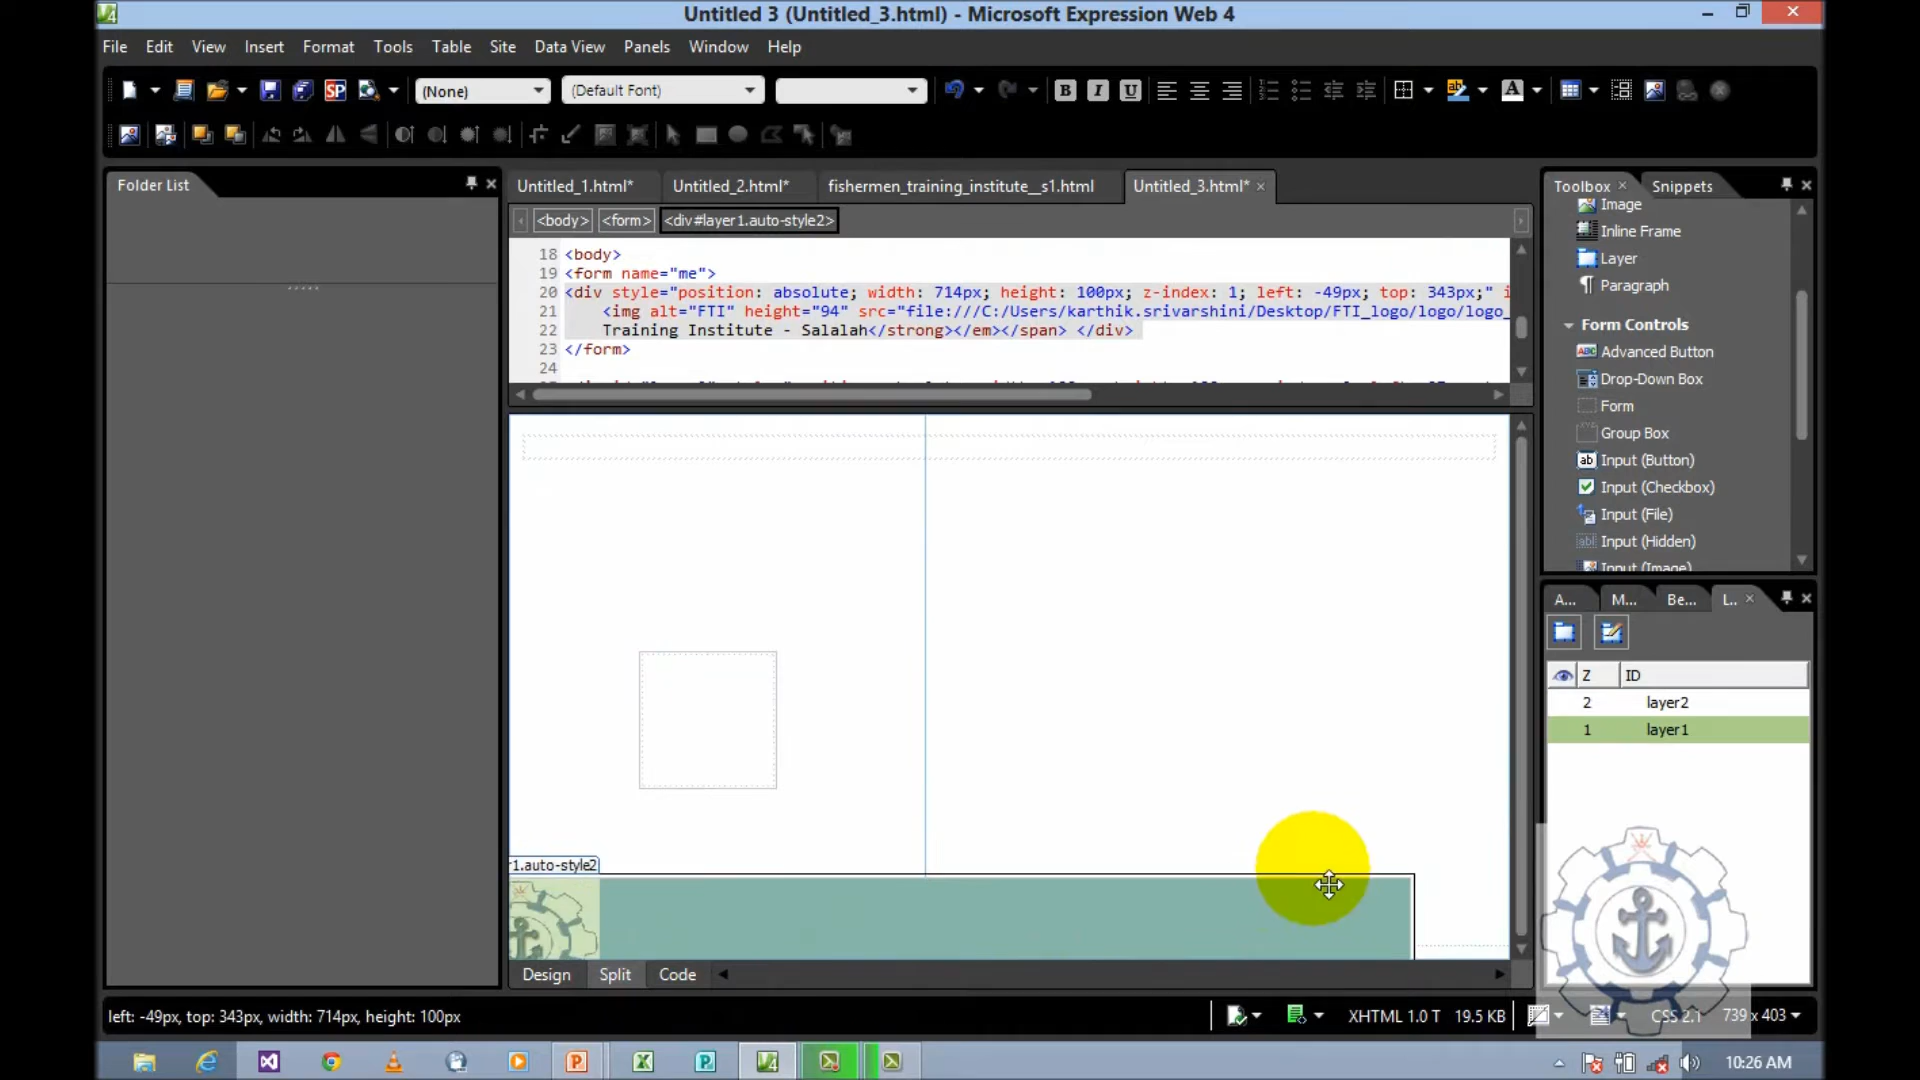 Untitled 3 (Untitled_3.html) - Microsoft Expression Web 4
File Edit View Insert Format Tools Table Site Data View Panels Window Help
(None) (Default Font)
Folder List
Untitled_1.html* Untitled_2.html* fishermen_training_institute__s1.html Untitled_3.html*
<body> <form> <div#layer1.auto-style2>
18 <body>
19 <form name="me">
20 <div style="position: absolute; width: 714px; height: 100px; z-index: 1; left: -49px; top: 343px;" i
21 <img alt="FTI" height="94" src="file:///C:/Users/karthik.srivarshini/Desktop/FTI_logo/logo/logo_
22 Training Institute - Salalah</strong></em></span> </div>
23 </form>
24
r1.auto-style2>
Design Split Code
Toolbox Snippets
Image
Inline Frame
Layer
Paragraph
Form Controls
Advanced Button
Drop-Down Box
Form
Group Box
Input (Button)
Input (Checkbox)
Input (File)
Input (Hidden)
Input (Image)
A... M... Be... L..
Z ID
2 layer2
1 layer1
left: -49px, top: 343px, width: 714px, height: 100px
XHTML 1.0 T 19.5 KB CSS 2.1 739 x 403
10:26 AM